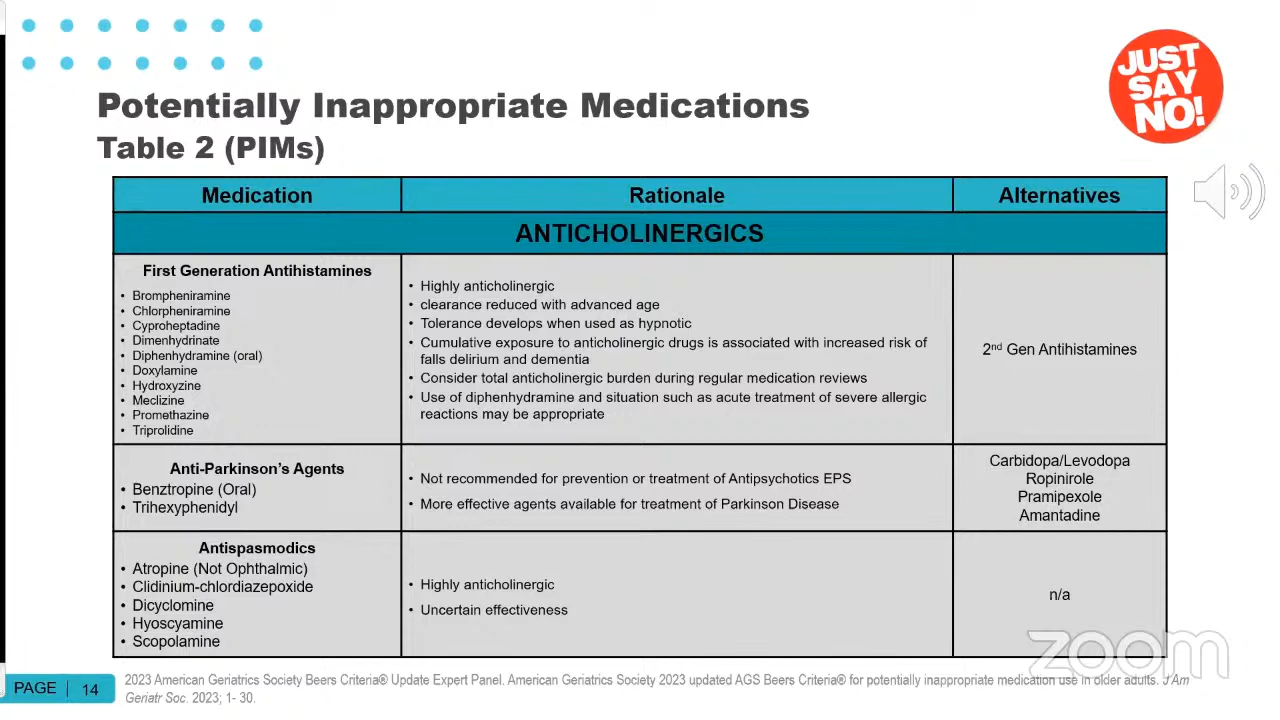 JUST
SAY
NO!
Potentially Inappropriate Medications
Table 2 (PIMs)
Medication
Rationale
Alternatives
ANTICHOLINERGICS
First Generation Antihistamines
• Brompheniramine
• Chlorpheniramine
• Cyproheptadine
• Dimenhydrinate
• Diphenhydramine (oral)
• Doxylamine
• Hydroxyzine
• Meclizine
• Promethazine
• Triprolidine
• Highly anticholinergic
• clearance reduced with advanced age
• Tolerance develops when used as hypnotic
• Cumulative exposure to anticholinergic drugs is associated with increased risk of
falls delirium and dementia
• Consider total anticholinergic burden during regular medication reviews
• Use of diphenhydramine and situation such as acute treatment of severe allergic
reactions may be appropriate
2nd Gen Antihistamines
Anti-Parkinson's Agents
• Benztropine (Oral)
• Trihexyphenidyl
• Not recommended for prevention or treatment of Antipsychotics EPS
• More effective agents available for treatment of Parkinson Disease
Carbidopa/Levodopa
Ropinirole
Pramipexole
Amantadine
Antispasmodics
• Atropine (Not Ophthalmic)
• Clidinium-chlordiazepoxide
• Dicyclomine
• Hyoscyamine
• Scopolamine
• Highly anticholinergic
• Uncertain effectiveness
n/a
zoom
PAGE | 14
2023 American Geriatrics Society Beers Criteria® Update Expert Panel. American Geriatrics Society 2023 updated AGS Beers Criteria® for potentially inappropriate medication use in older adults. J Am
Geriatr Soc. 2023; 1- 30.